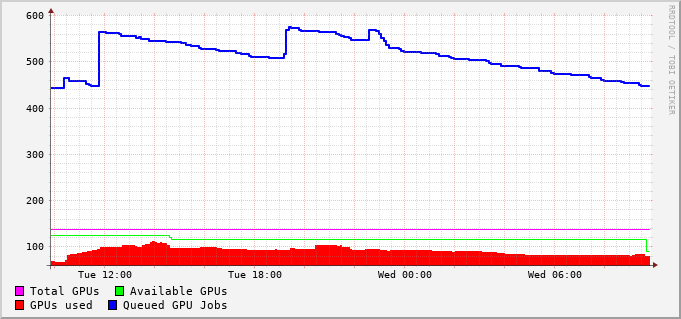 600
500
400
300
200
100
Tue 12:00 Tue 18:00 Wed 00:00 Wed 06:00
Total GPUs Available GPUs
GPUs used Queued GPU Jobs
RRDTOOL / TOBI OETIKER